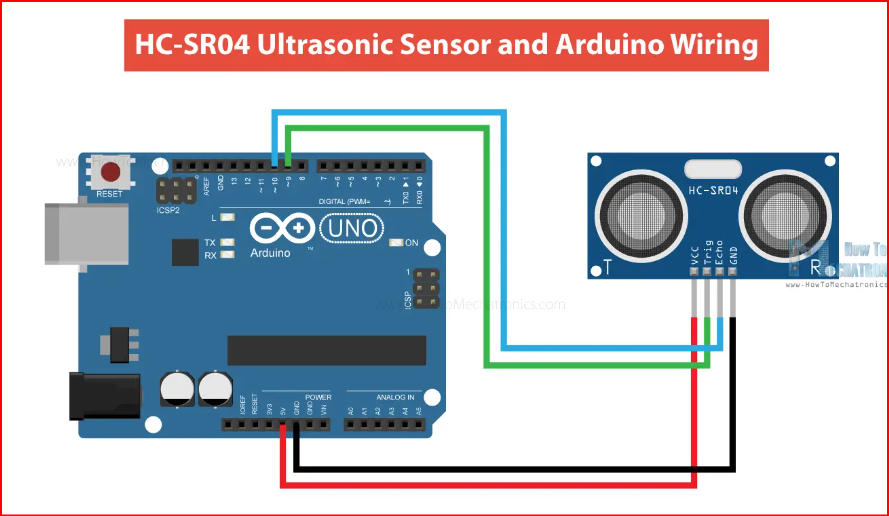 HC-SR04 Ultrasonic Sensor and Arduino Wiring
RESET
ICSP2
AREF
GND
13
12
~11
~10
~9
8
7
~6
~5
4
~3
2
TX0 ▶ 1
RX0 ◀ 0
DIGITAL (PWM=
L
TX
RX
Arduino
™
UNO
ON
1
ICSP
www.HowToMechatronics.com
POWER
ANALOG IN
IOREF
RESET
3V3
5V
GND
GND
VIN
A0
A1
A2
A3
A4
A5
HC-SR04
T
R
VCC
Trig
Echo
GND
How To
MECHATRONICS
www.HowToMechatronics